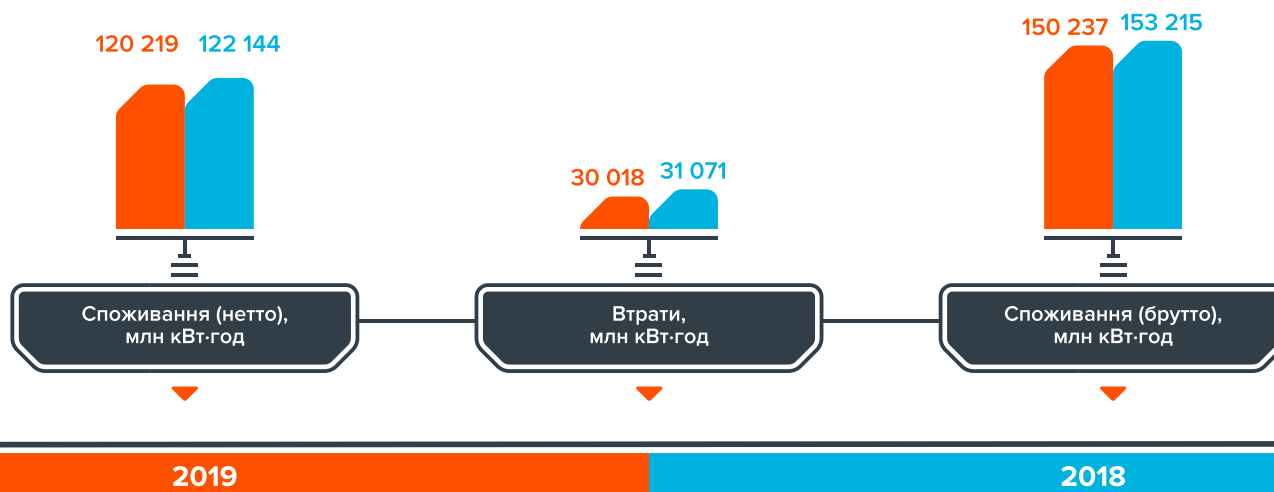 120 219 122 144
30 018 31 071
150 237 153 215
Споживання (нетто),
млн кВт·год
Втрати,
млн кВт·год
Споживання (брутто),
млн кВт·год
2019 2018